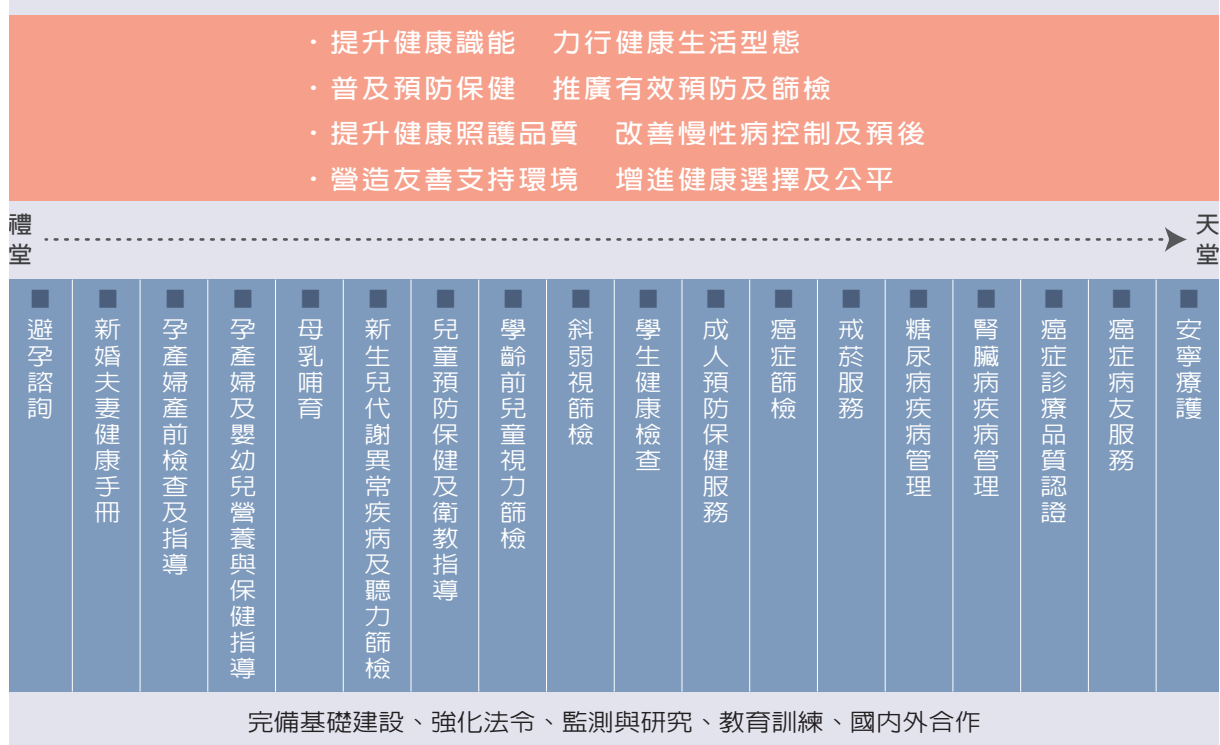 ・提升健康識能 力行健康生活型態
・普及預防保健 推廣有效預防及篩檢
・提升健康照護品質 改善慢性病控制及預後
・營造友善支持環境 增進健康選擇及公平
禮堂
天堂
■避孕諮詢
■新婚夫妻健康手冊
■孕產婦產前檢查及指導
■孕產婦及嬰幼兒營養與保健指導
■母乳哺育
■新生兒代謝異常疾病及聽力篩檢
■兒童預防保健及衛教指導
■學齡前兒童視力篩檢
■斜弱視篩檢
■學生健康檢查
■成人預防保健服務
■癌症篩檢
■戒菸服務
■糖尿病疾病管理
■腎臟病疾病管理
■癌症診療品質認證
■癌症病友服務
■安寧療護
完備基礎建設、強化法令、監測與研究、教育訓練、國內外合作